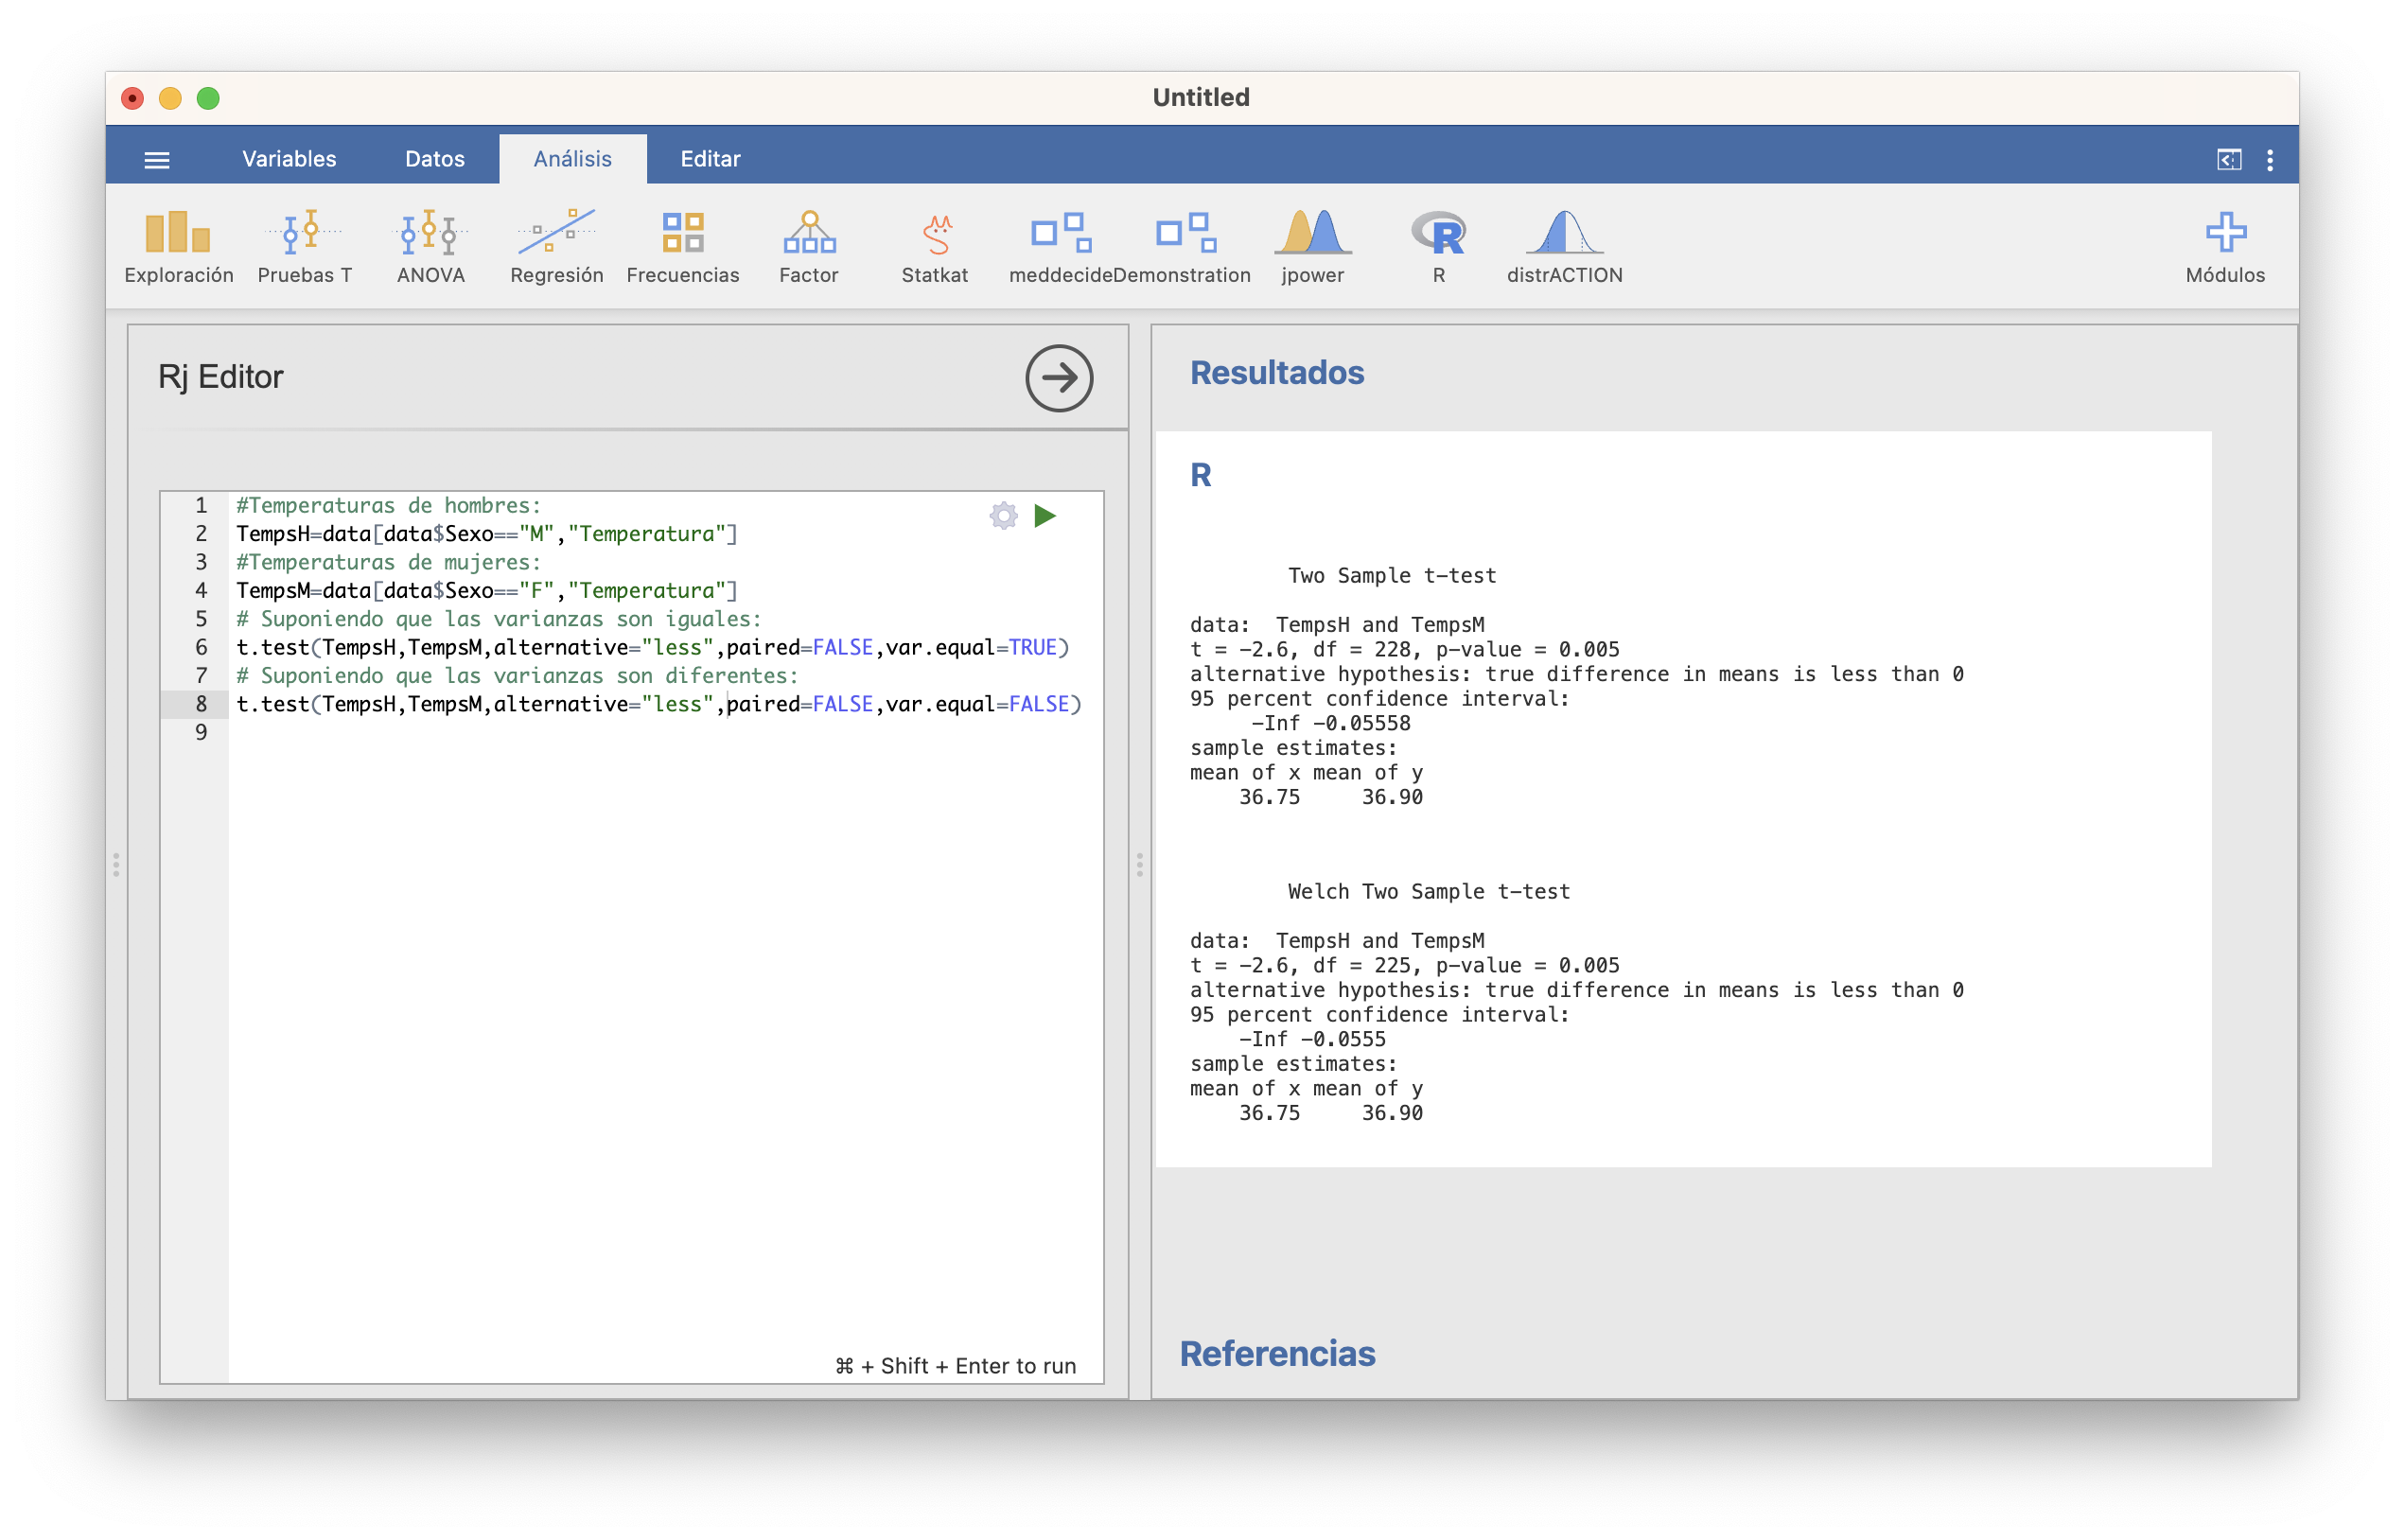 Untitled
Variables Datos Análisis Editar
Exploración Pruebas T ANOVA Regresión Frecuencias Factor Statkat meddecide Demonstration jpower R distrACTION Módulos
Rj Editor
1 #Temperaturas de hombres:
2 TempsH=data[data$Sexo=="M","Temperatura"]
3 #Temperaturas de mujeres:
4 TempsM=data[data$Sexo=="F","Temperatura"]
5 # Suponiendo que las varianzas son iguales:
6 t.test(TempsH,TempsM,alternative="less",paired=FALSE,var.equal=TRUE)
7 # Suponiendo que las varianzas son diferentes:
8 t.test(TempsH,TempsM,alternative="less",paired=FALSE,var.equal=FALSE)
9
⌘ + Shift + Enter to run
Resultados
R
Two Sample t-test
data:  TempsH and TempsM
t = -2.6, df = 228, p-value = 0.005
alternative hypothesis: true difference in means is less than 0
95 percent confidence interval:
-Inf -0.05558
sample estimates:
mean of x mean of y
36.75     36.90
Welch Two Sample t-test
data:  TempsH and TempsM
t = -2.6, df = 225, p-value = 0.005
alternative hypothesis: true difference in means is less than 0
95 percent confidence interval:
-Inf -0.0555
sample estimates:
mean of x mean of y
36.75     36.90
Referencias